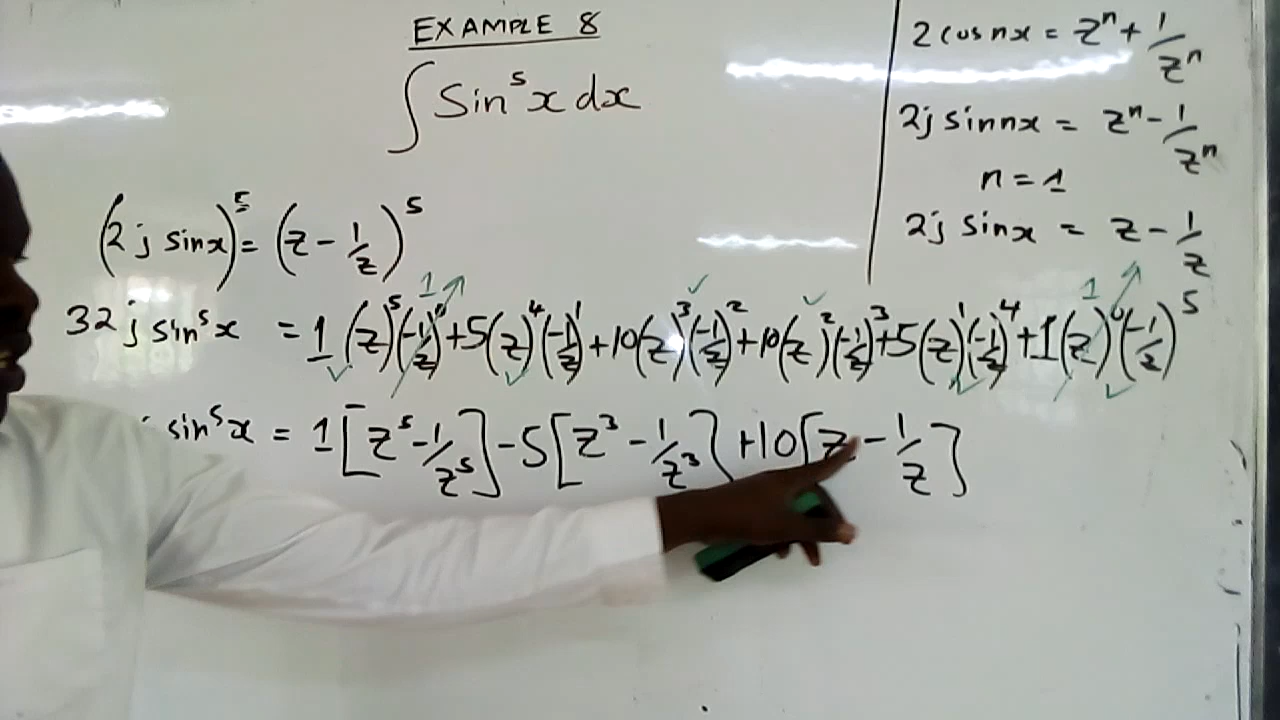 EXAMPLE 8
∫ Sin⁵x dx
2 cos nx = zⁿ + 1/zⁿ
2j sin nx = zⁿ - 1/zⁿ
n = 1
2j sin x = z - 1/z
(2j sin x)⁵ = (z - 1/z)⁵
32 j sin⁵x = 1(z)⁵(-1/z)⁰ + 5(z)⁴(-1/z)¹ + 10(z)³(-1/z)² + 10(z)²(-1/z)³ + 5(z)¹(-1/z)⁴ + 1(z)⁰(-1/z)⁵
1 1
sin⁵x = 1[z⁵ - 1/z⁵] - 5[z³ - 1/z³] + 10[z - 1/z]